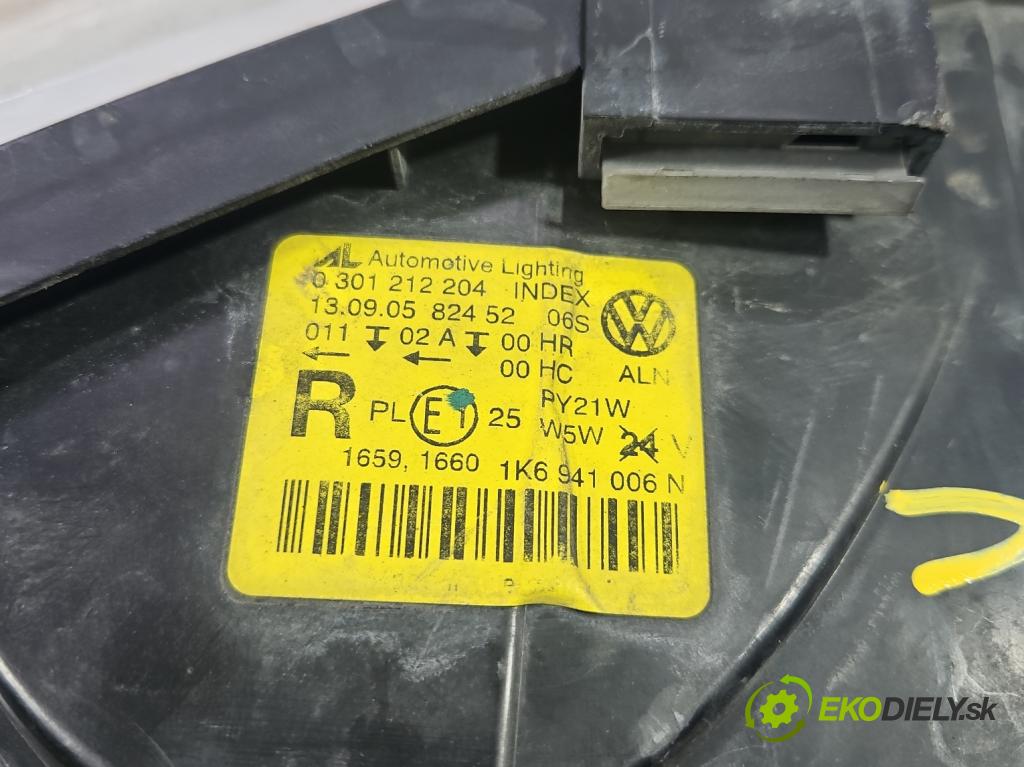 AL Automotive Lighting
0 301 212 204 INDEX
13.09.05 824 52 06S
011 02 A 00 HR
00 HC ALN
R PL E1 25 PY21W
W5W 24 V
1659, 1660 1K6 941 006 N
EKODIELY.sk